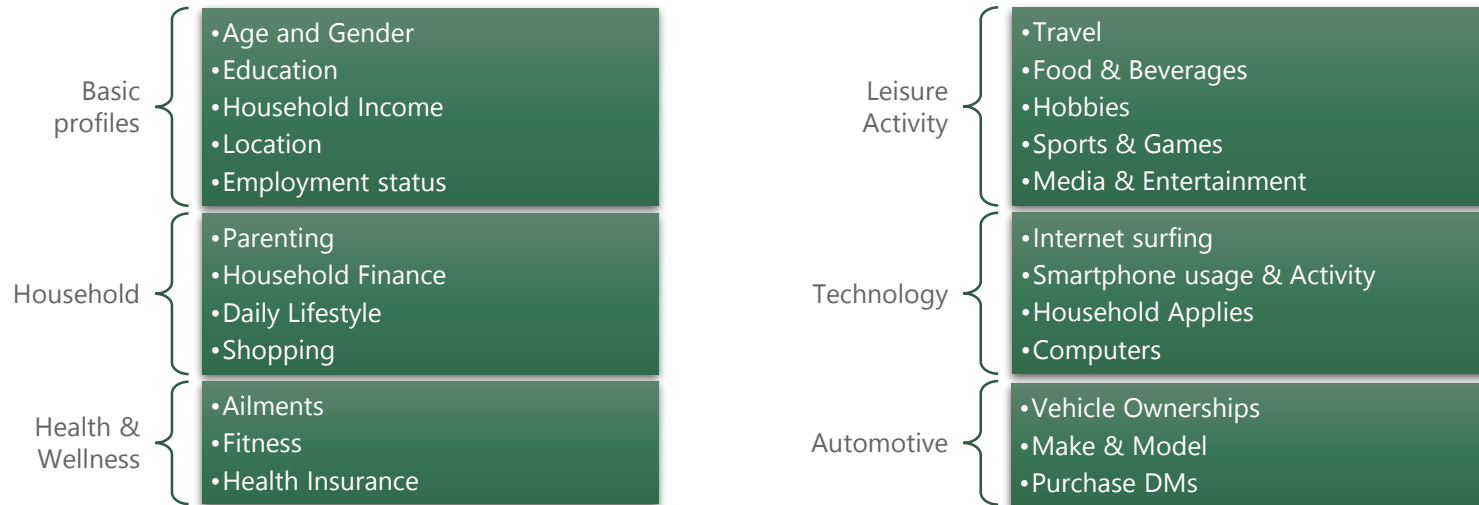 Basic
profiles
•Age and Gender
•Education
•Household Income
•Location
•Employment status
Household
•Parenting
•Household Finance
•Daily Lifestyle
•Shopping
Health &
Wellness
•Ailments
•Fitness
•Health Insurance
Leisure
Activity
•Travel
•Food & Beverages
•Hobbies
•Sports & Games
•Media & Entertainment
Technology
•Internet surfing
•Smartphone usage & Activity
•Household Applies
•Computers
Automotive
•Vehicle Ownerships
•Make & Model
•Purchase DMs